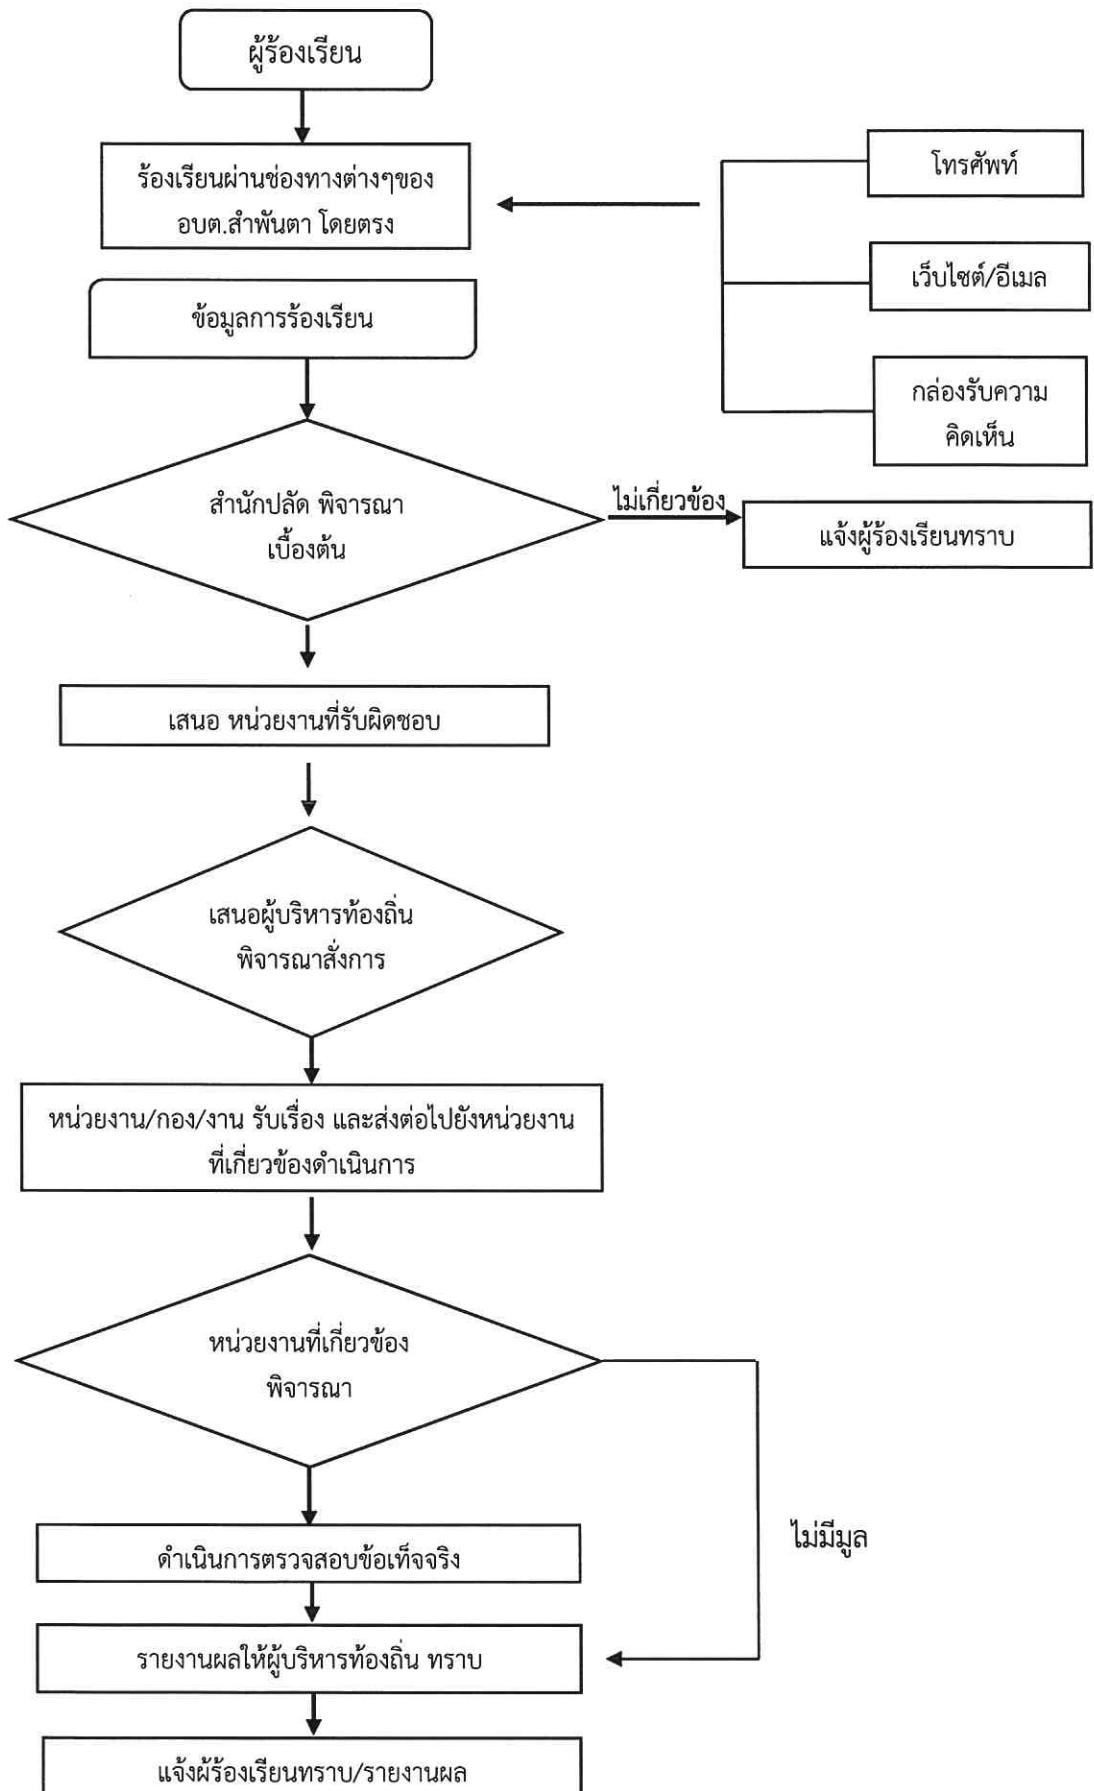 ผู้ร้องเรียน
ร้องเรียนผ่านช่องทางต่างๆของ
อบต.สำพันตา โดยตรง
โทรศัพท์
เว็บไซต์/อีเมล
กล่องรับความ
คิดเห็น
ข้อมูลการร้องเรียน
สำนักปลัด พิจารณา
เบื้องต้น
ไม่เกี่ยวข้อง
แจ้งผู้ร้องเรียนทราบ
เสนอ หน่วยงานที่รับผิดชอบ
เสนอผู้บริหารท้องถิ่น
พิจารณาสั่งการ
หน่วยงาน/กอง/งาน รับเรื่อง และส่งต่อไปยังหน่วยงาน
ที่เกี่ยวข้องดำเนินการ
หน่วยงานที่เกี่ยวข้อง
พิจารณา
ไม่มีมูล
ดำเนินการตรวจสอบข้อเท็จจริง
รายงานผลให้ผู้บริหารท้องถิ่น ทราบ
แจ้งผู้ร้องเรียนทราบ/รายงานผล